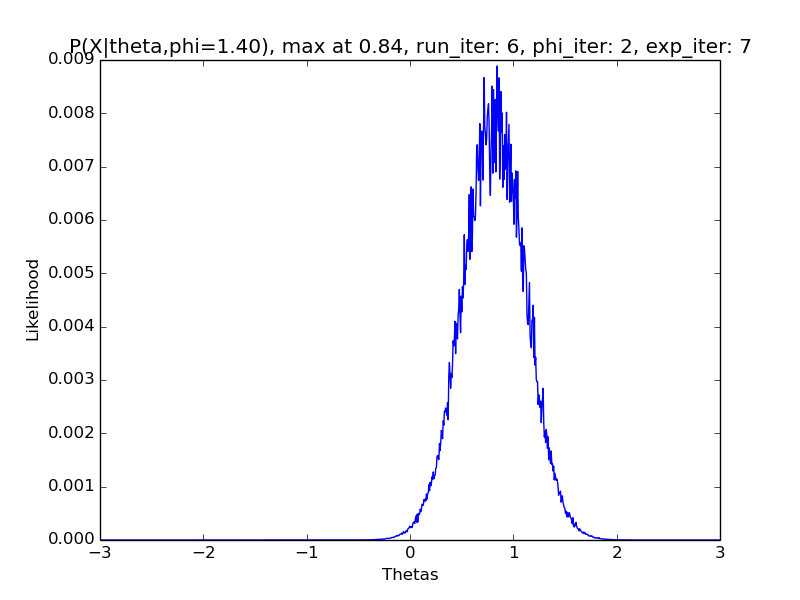 P(X|theta,phi=1.40), max at 0.84, run_iter: 6, phi_iter: 2, exp_iter: 7
0.009
0.008
0.007
0.006
0.005
0.004
0.003
0.002
0.001
0.000
Likelihood
−3 −2 −1 0 1 2 3
Thetas